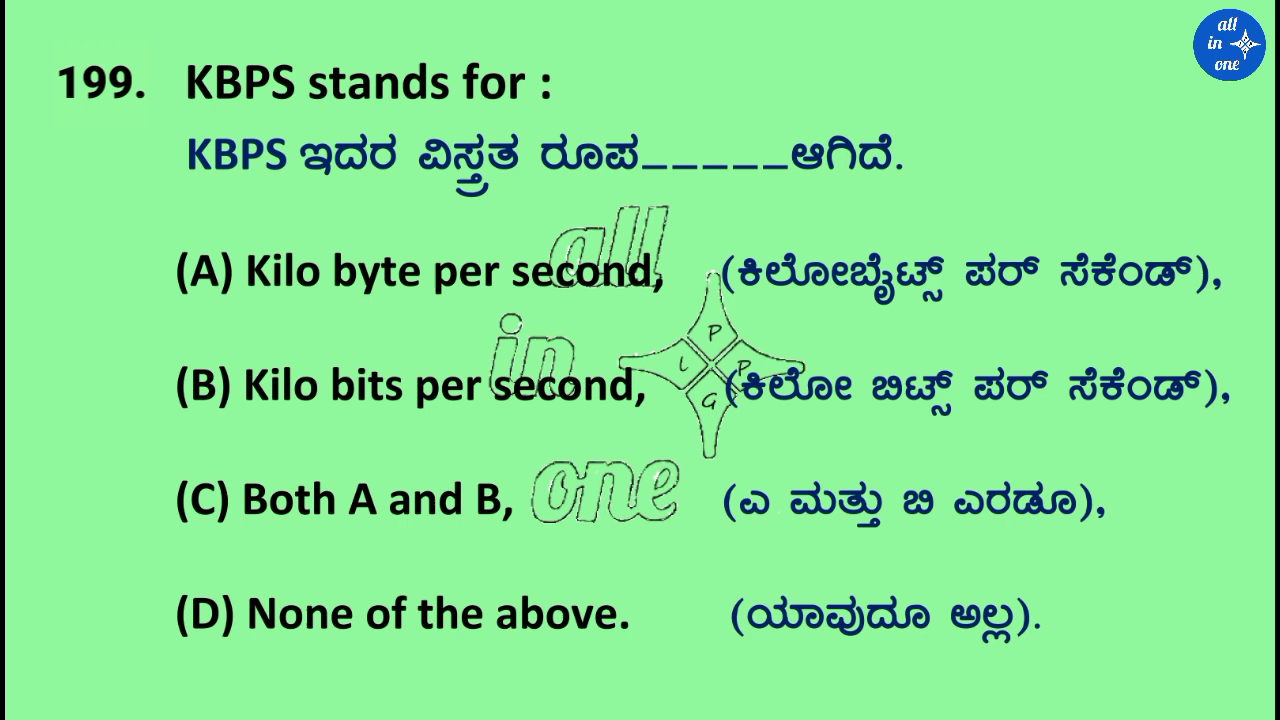 all
in
one
199. KBPS stands for :
KBPS ಇದರ ವಿಸ್ತ್ರತ ರೂಪ_____ಆಗಿದೆ.
all
(A) Kilo byte per second, (ಕಿಲೋಬೈಟ್ಸ್ ಪರ್ ಸೆಕೆಂಡ್),
in
P
L P
G
(B) Kilo bits per second, (ಕಿಲೋ ಬಿಟ್ಸ್ ಪರ್ ಸೆಕೆಂಡ್),
one
(C) Both A and B, (ಎ ಮತ್ತು ಬಿ ಎರಡೂ),
(D) None of the above. (ಯಾವುದೂ ಅಲ್ಲ).